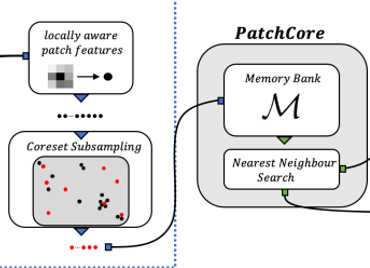 locally aware
patch features
Coreset Subsampling
PatchCore
Memory Bank
ℳ
Nearest Neighbour
Search